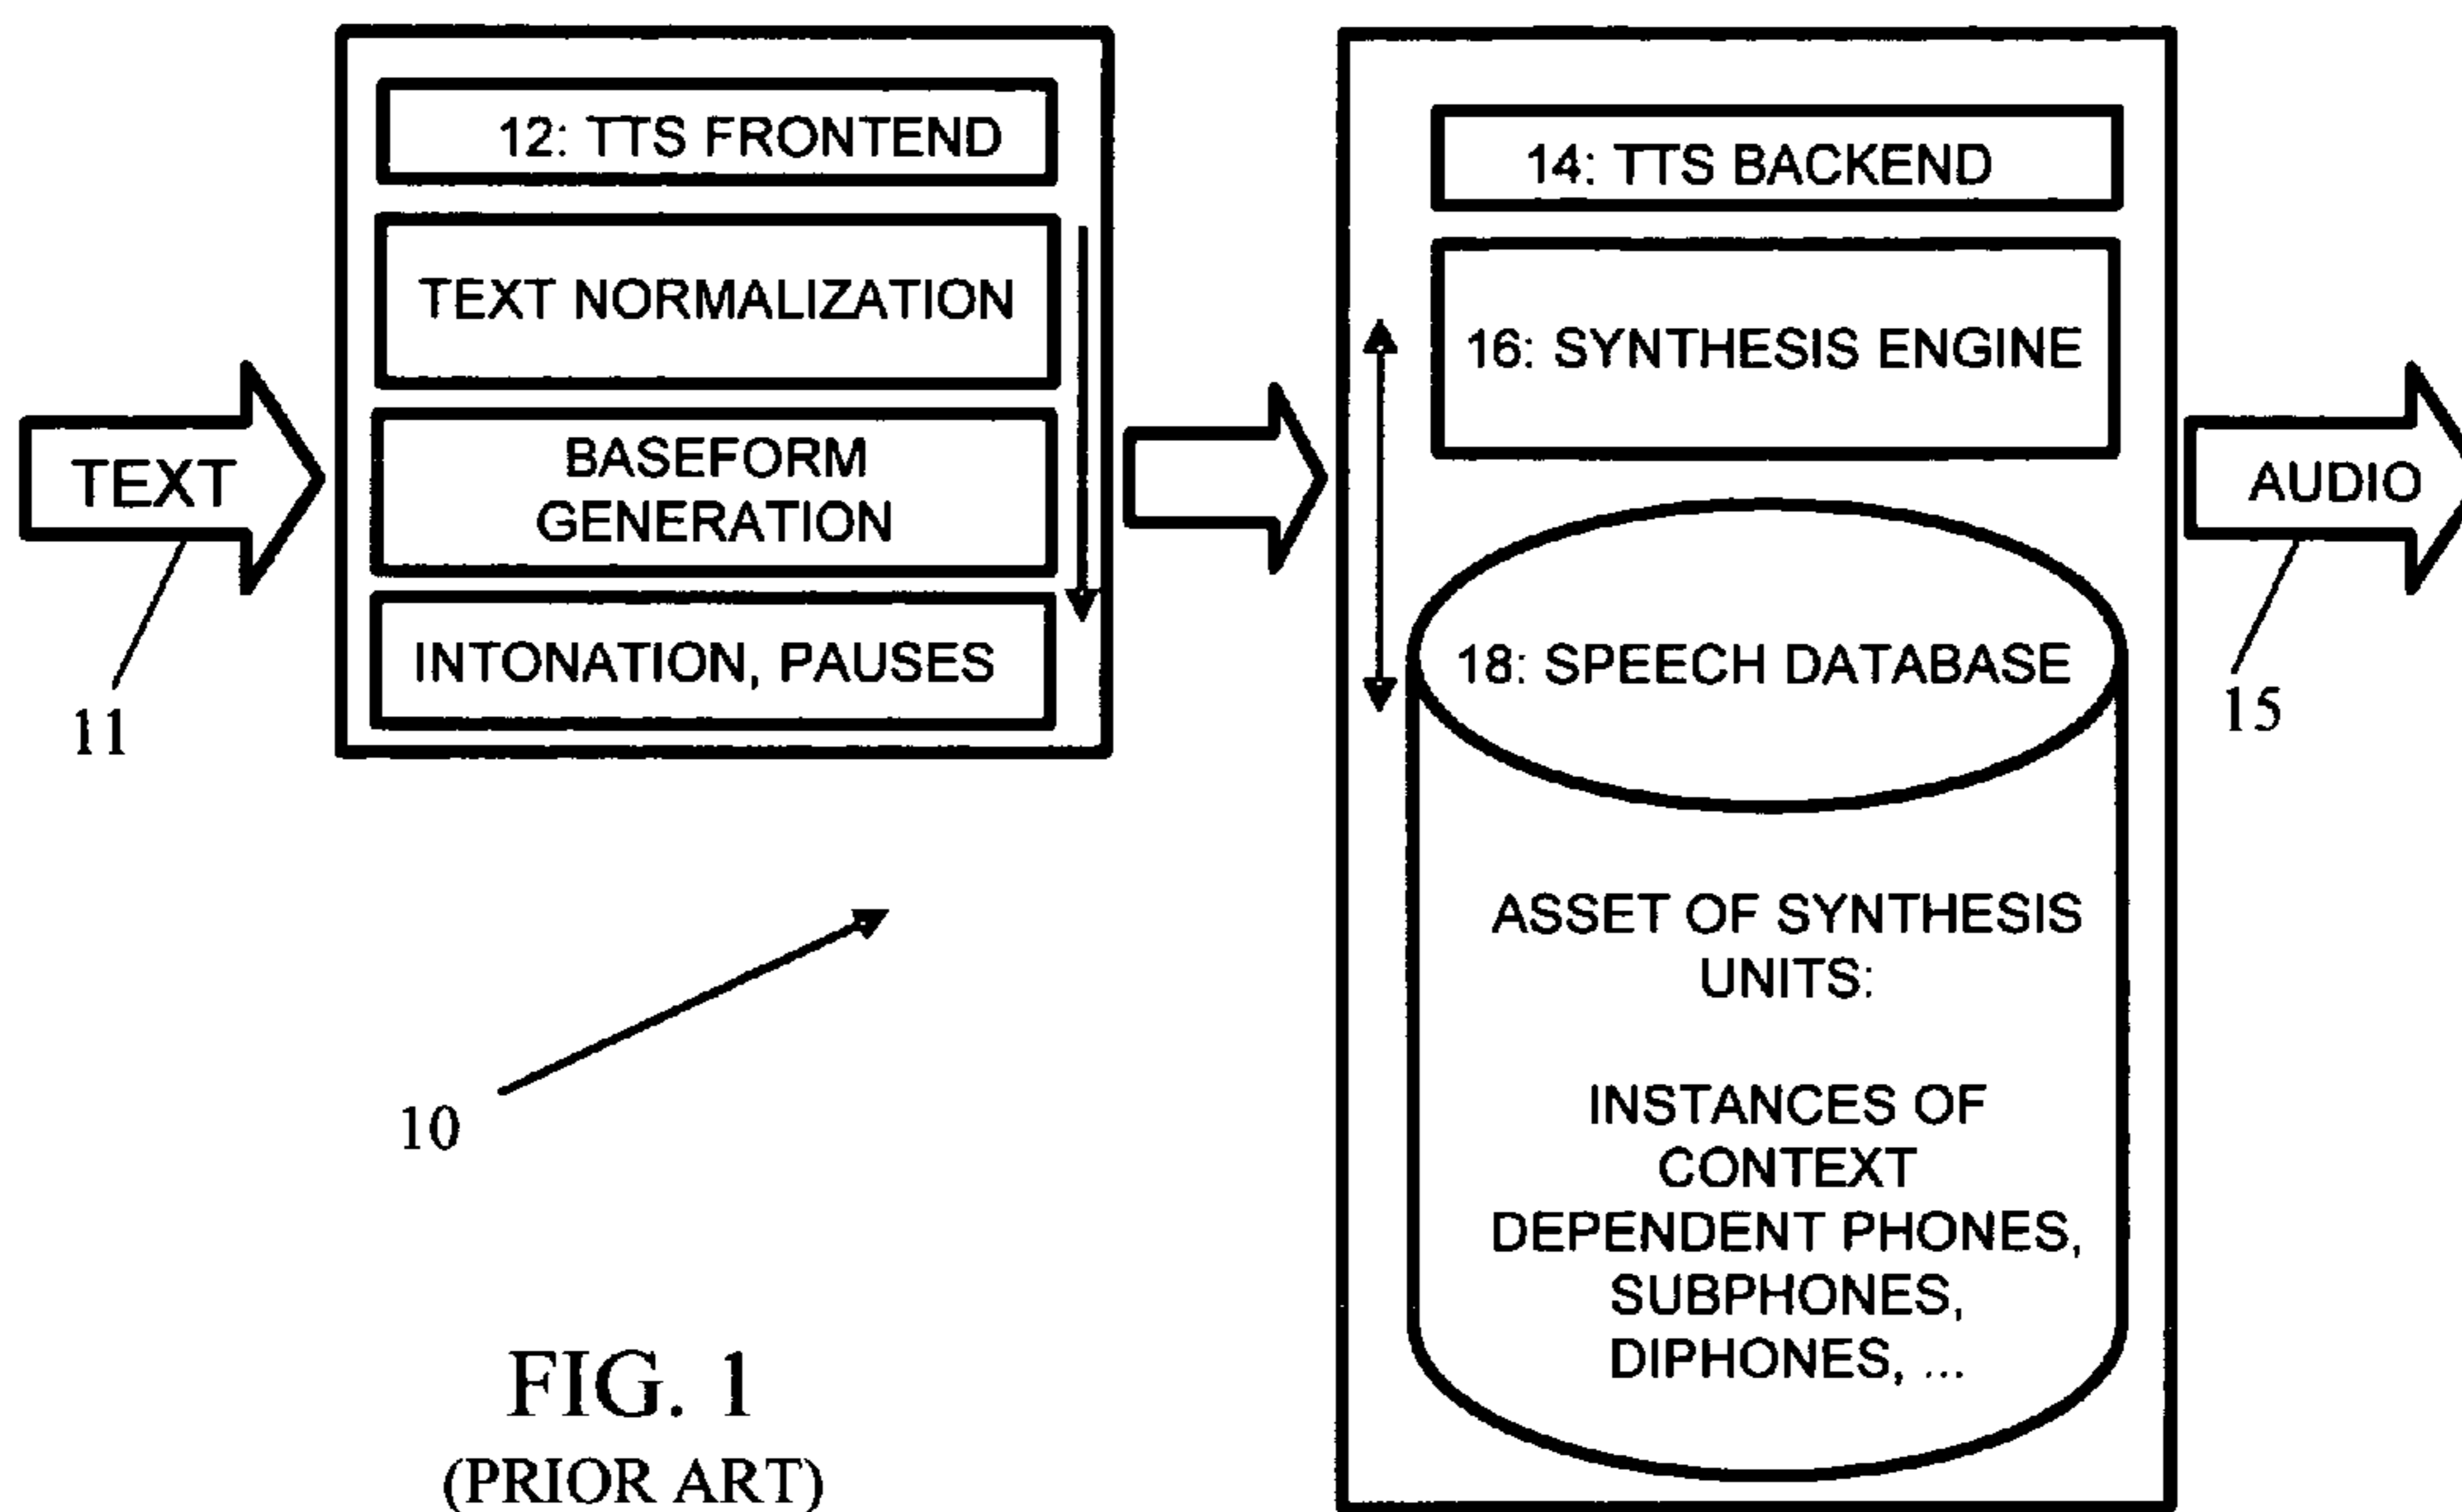 TEXT
11
12: TTS FRONTEND
TEXT NORMALIZATION
BASEFORM
GENERATION
INTONATION, PAUSES
10
14: TTS BACKEND
16: SYNTHESIS ENGINE
18: SPEECH DATABASE
ASSET OF SYNTHESIS
UNITS:
INSTANCES OF
CONTEXT
DEPENDENT PHONES,
SUBPHONES,
DIPHONES, ...
AUDIO
15
FIG. 1
(PRIOR ART)